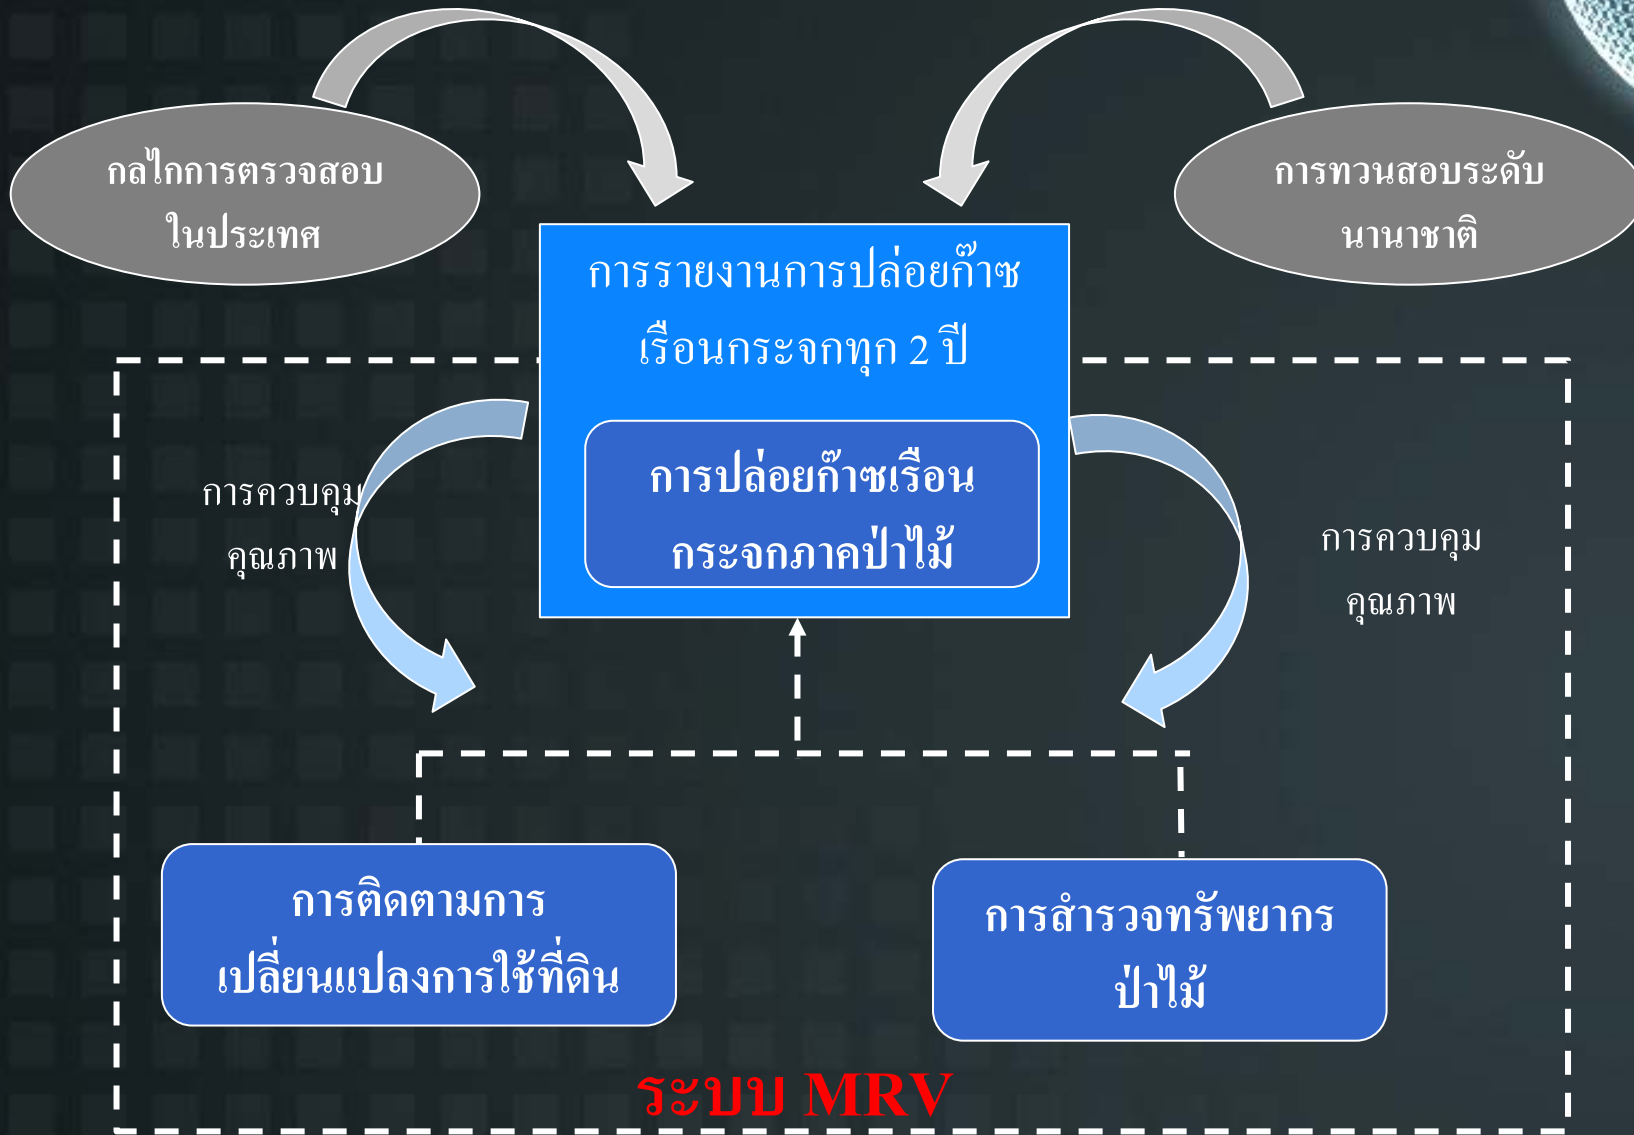 กลไกการตรวจสอบ
ในประเทศ
การทวนสอบระดับ
นานาชาติ
การรายงานการปล่อยก๊าซ
เรือนกระจกทุก 2 ปี
การปล่อยก๊าซเรือน
กระจกภาคป่าไม้
การควบคุม
คุณภาพ
การควบคุม
คุณภาพ
การติดตามการ
เปลี่ยนแปลงการใช้ที่ดิน
การสำรวจทรัพยากร
ป่าไม้
ระบบ MRV